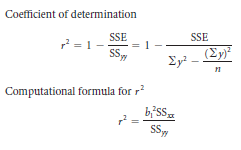 Coefficient of determination
r² = 1 − SSE/SSyy = 1 − SSE/(Σy² − (Σy)²/n)
Computational formula for r²
r² = b₁²SSxx/SSyy